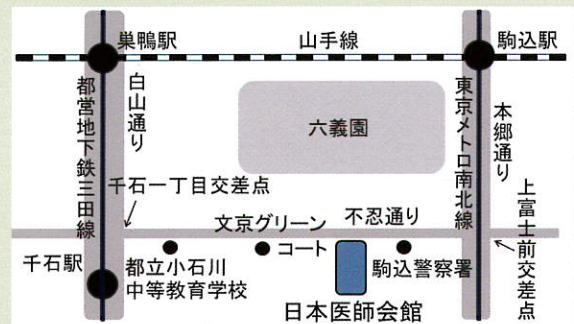 巣鴨駅
山手線
駒込駅
都営地下鉄三田線
白山通り
六義園
東京メトロ南北線
本郷通り
千石一丁目交差点
上富士前交差点
文京グリーン
コート
不忍通り
千石駅
都立小石川
中等教育学校
駒込警察署
日本医師会館